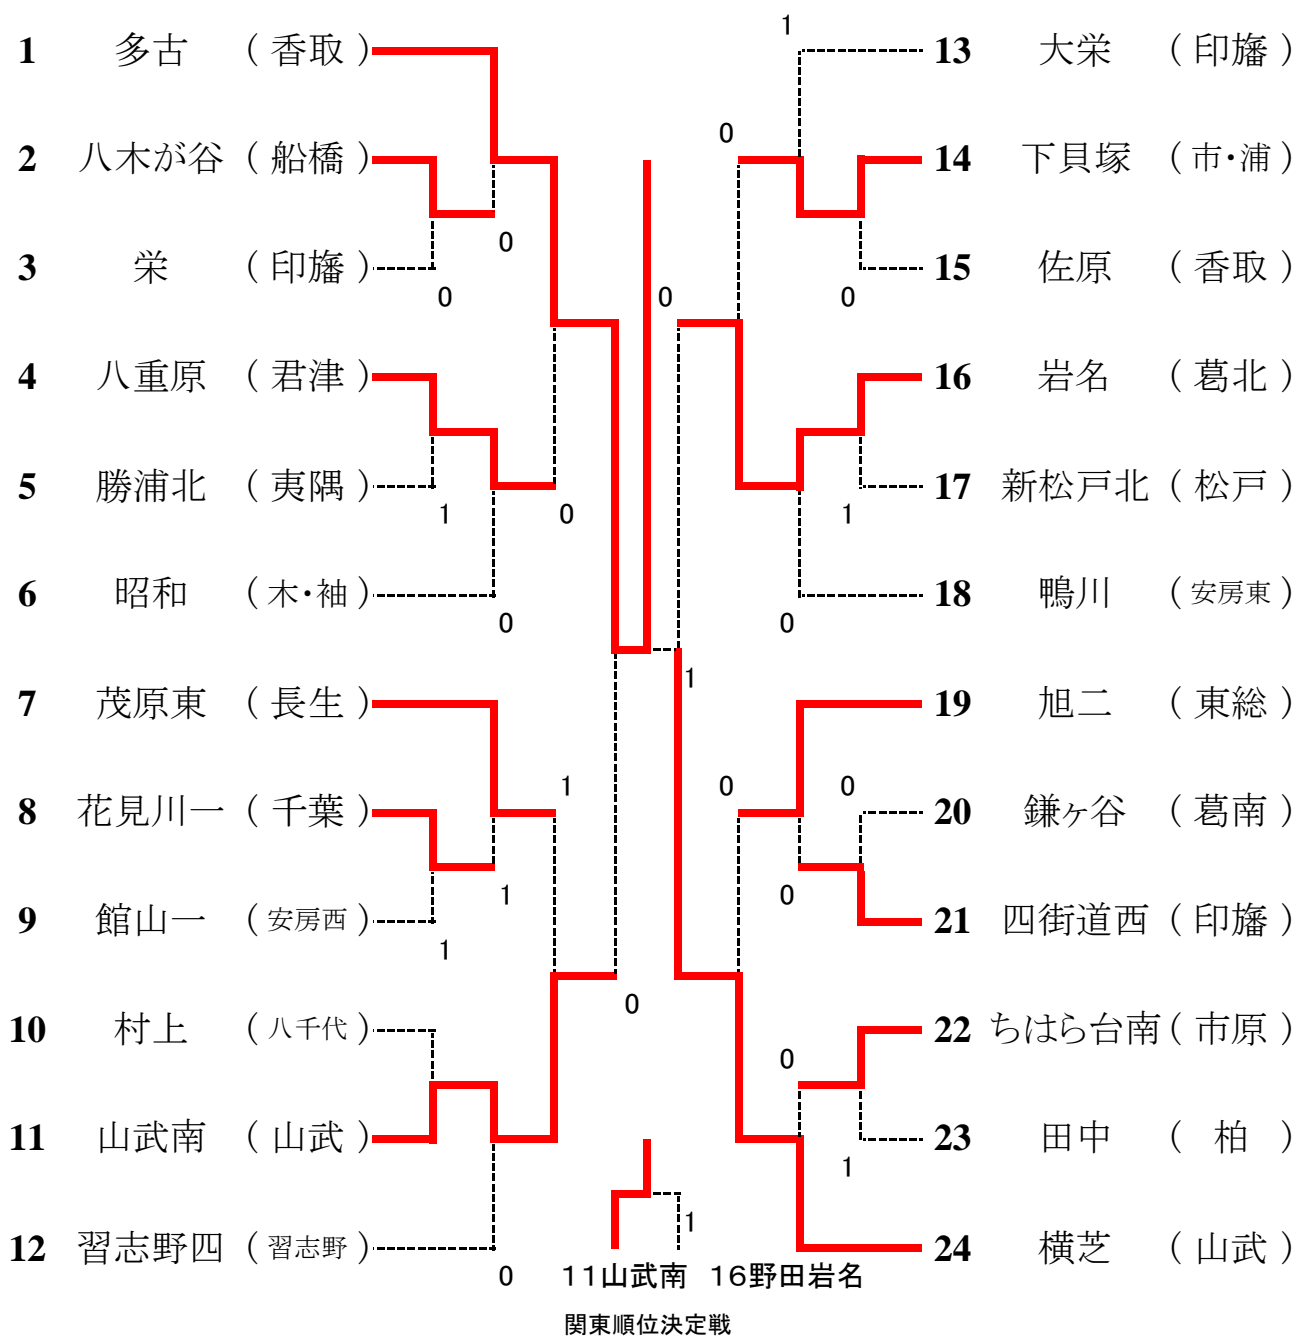 1 多古 (香取)
2 八木が谷 (船橋)
3 栄 (印旛)
4 八重原 (君津)
5 勝浦北 (夷隅)
6 昭和 (木・袖)
7 茂原東 (長生)
8 花見川一 (千葉)
9 館山一 (安房西)
10 村上 (八千代)
11 山武南 (山武)
12 習志野四 (習志野)
0
0
1
0
0
1
1
1
0
0
1
0
0
0
1
0
1
0
0
0
0
1
1
13 大栄 (印旛)
14 下貝塚 (市・浦)
15 佐原 (香取)
16 岩名 (葛北)
17 新松戸北 (松戸)
18 鴨川 (安房東)
19 旭二 (東総)
20 鎌ヶ谷 (葛南)
21 四街道西 (印旛)
22 ちはら台南 (市原)
23 田中 (柏)
24 横芝 (山武)
11山武南 16野田岩名
関東順位決定戦